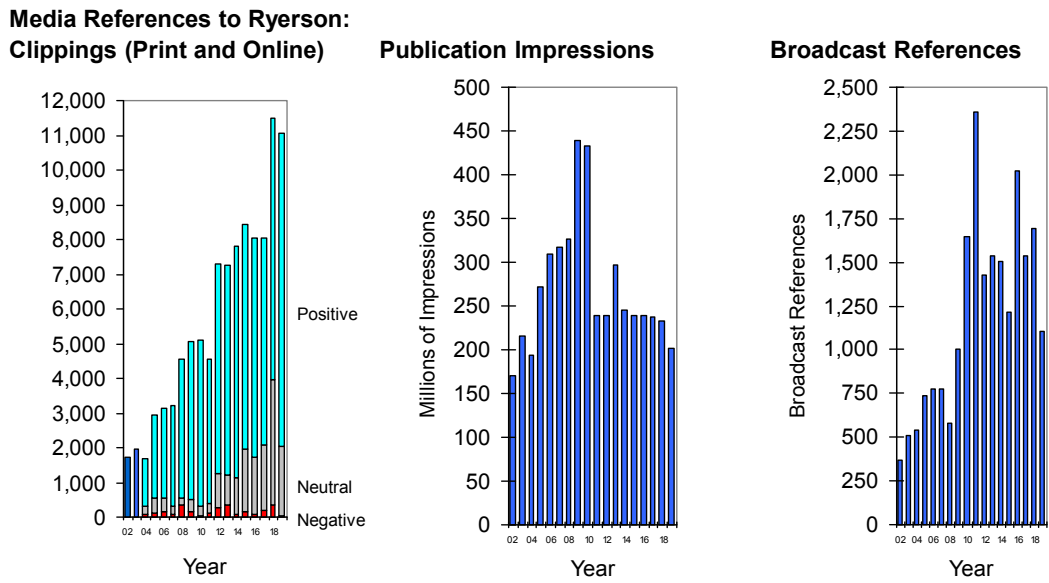 Media References to Ryerson:
Clippings (Print and Online)
12,000
11,000
10,000
9,000
8,000
7,000
6,000
5,000
4,000
3,000
2,000
1,000
0
02 04 06 08 10 12 14 16 18
Year
Positive
Neutral
Negative
Publication Impressions
Millions of Impressions
500
450
400
350
300
250
200
150
100
50
0
02 04 06 08 10 12 14 16 18
Year
Broadcast References
Broadcast References
2,500
2,250
2,000
1,750
1,500
1,250
1,000
750
500
250
0
02 04 06 08 10 12 14 16 18
Year